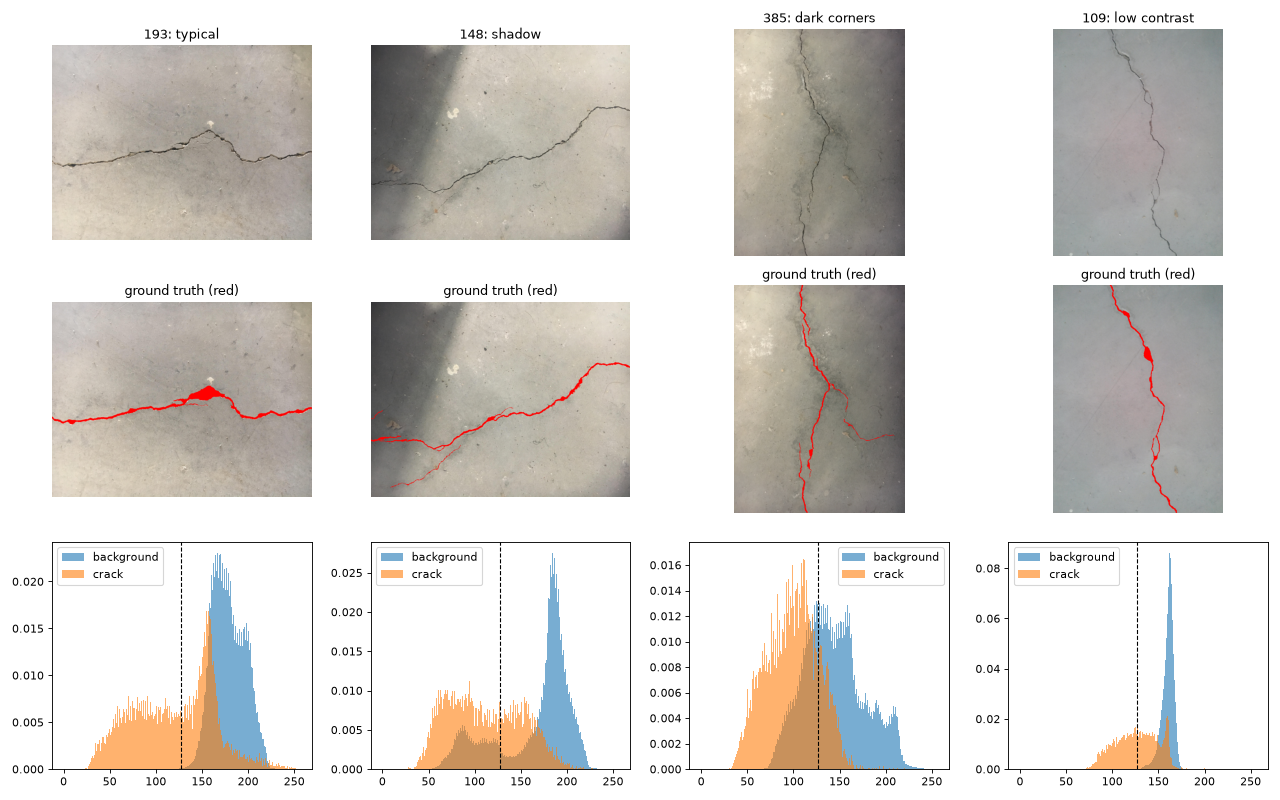 193: typical
148: shadow
385: dark corners
109: low contrast
ground truth (red)
ground truth (red)
ground truth (red)
ground truth (red)
background
crack
0.020
0.015
0.010
0.005
0.000
0 50 100 150 200 250
background
crack
0.025
0.020
0.015
0.010
0.005
0.000
0 50 100 150 200 250
background
crack
0.016
0.014
0.012
0.010
0.008
0.006
0.004
0.002
0.000
0 50 100 150 200 250
background
crack
0.08
0.06
0.04
0.02
0.00
0 50 100 150 200 250